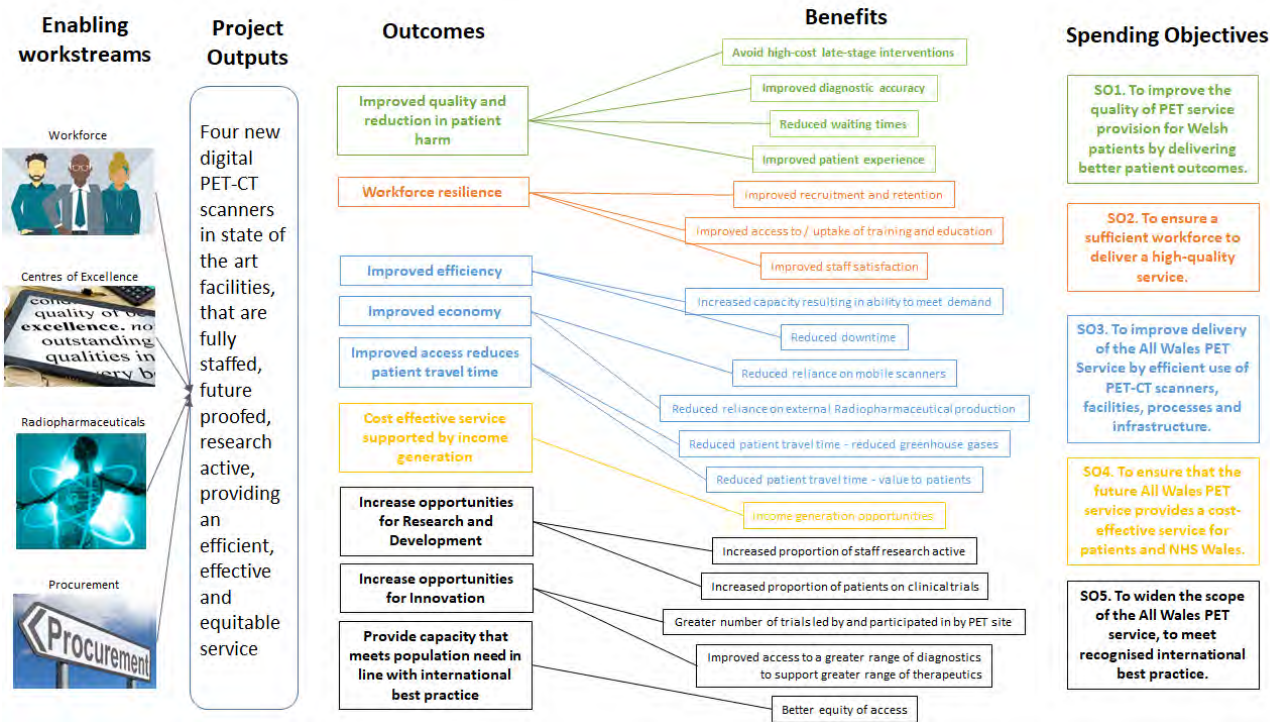 Enabling
workstreams
Workforce
Centres of Excellence
quality of
excellence. no
outstanding
qualities in
very b
Radiopharmaceuticals
Procurement
Procurement
Project
Outputs
Four new
digital
PET-CT
scanners
in state of
the art
facilities,
that are
fully
staffed,
future
proofed,
research
active,
providing
an
efficient,
effective
and
equitable
service
Outcomes
Improved quality and
reduction in patient
harm
Workforce resilience
Improved efficiency
Improved economy
Improved access reduces
patient travel time
Cost effective service
supported by income
generation
Increase opportunities
for Research and
Development
Increase opportunities
for Innovation
Provide capacity that
meets population need in
line with international
best practice
Benefits
Avoid high-cost late-stage interventions
Improved diagnostic accuracy
Reduced waiting times
Improved patient experience
Improved recruitment and retention
Improved access to / uptake of training and education
Improved staff satisfaction
Increased capacity resulting in ability to meet demand
Reduced downtime
Reduced reliance on mobile scanners
Reduced reliance on external Radiopharmaceutical production
Reduced patient travel time - reduced greenhouse gases
Reduced patient travel time - value to patients
Income generation opportunities
Increased proportion of staff research active
Increased proportion of patients on clinical trials
Greater number of trials led by and participated in by PET site
Improved access to a greater range of diagnostics
to support greater range of therapeutics
Better equity of access
Spending Objectives
SO1. To improve the
quality of PET service
provision for Welsh
patients by delivering
better patient outcomes.
SO2. To ensure a
sufficient workforce to
deliver a high-quality
service.
SO3. To improve delivery
of the All Wales PET
Service by efficient use of
PET-CT scanners,
facilities, processes and
infrastructure.
SO4. To ensure that the
future All Wales PET
service provides a cost-
effective service for
patients and NHS Wales.
SO5. To widen the scope
of the All Wales PET
service, to meet
recognised international
best practice.